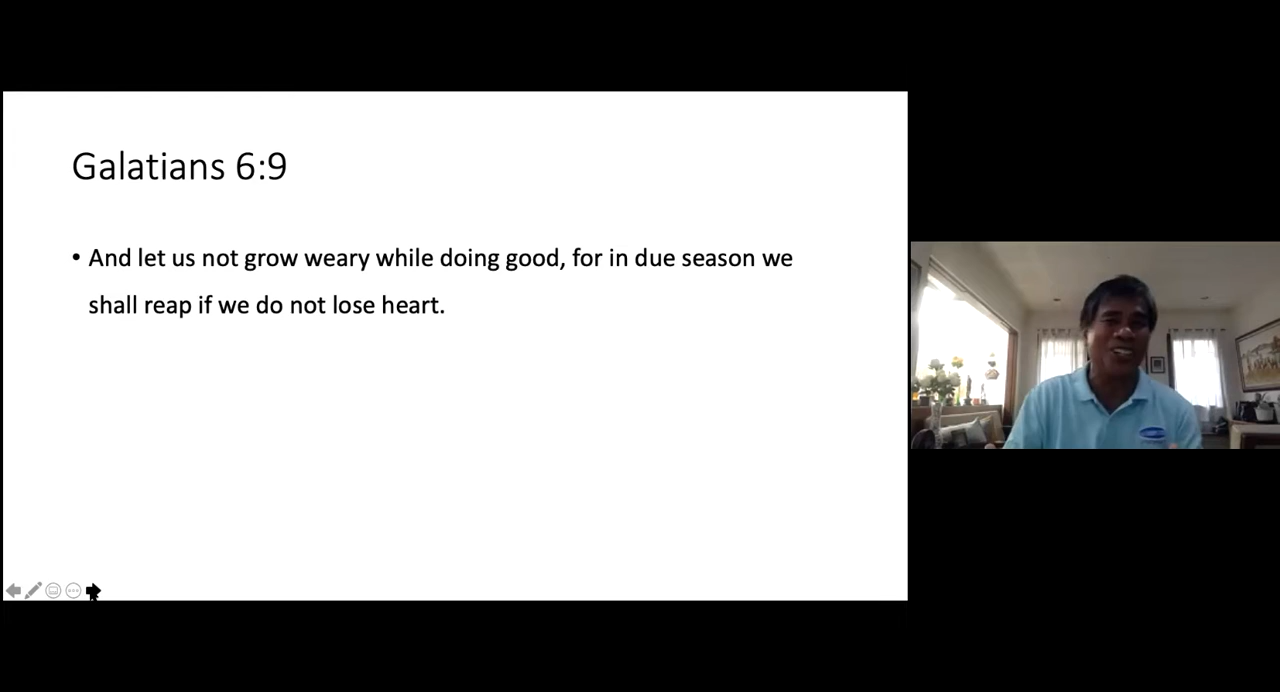 Galatians 6:9
• And let us not grow weary while doing good, for in due season we
shall reap if we do not lose heart.